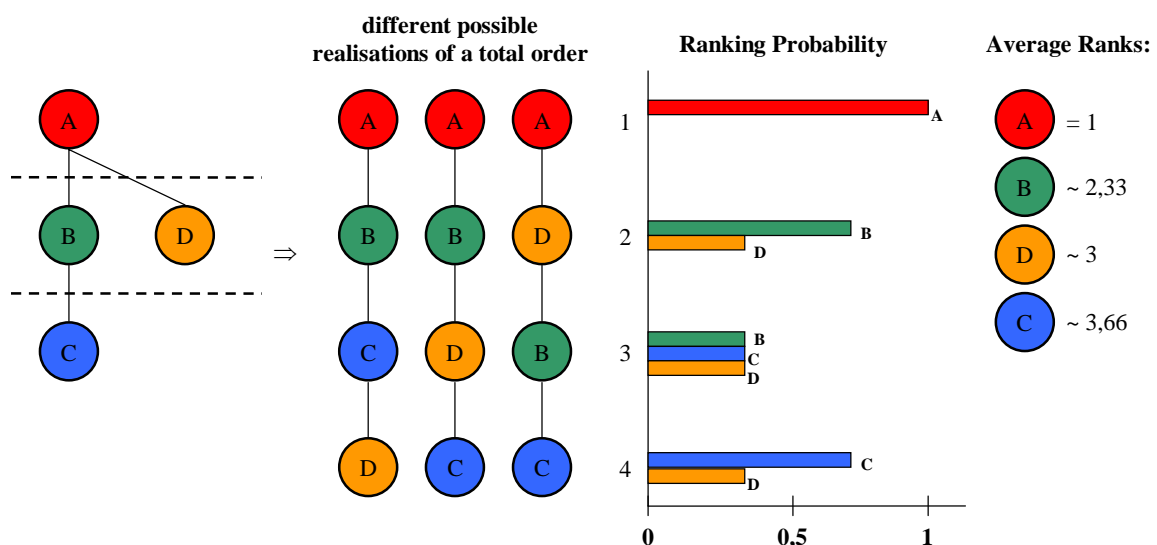 different possible
realisations of a total order
Ranking Probability
Average Ranks:
A
B
D
C
⇒
A A A
B B D
C D B
D C C
1
A
2
B
D
3
B
C
D
4
C
D
0 0,5 1
A = 1
B ~ 2,33
D ~ 3
C ~ 3,66